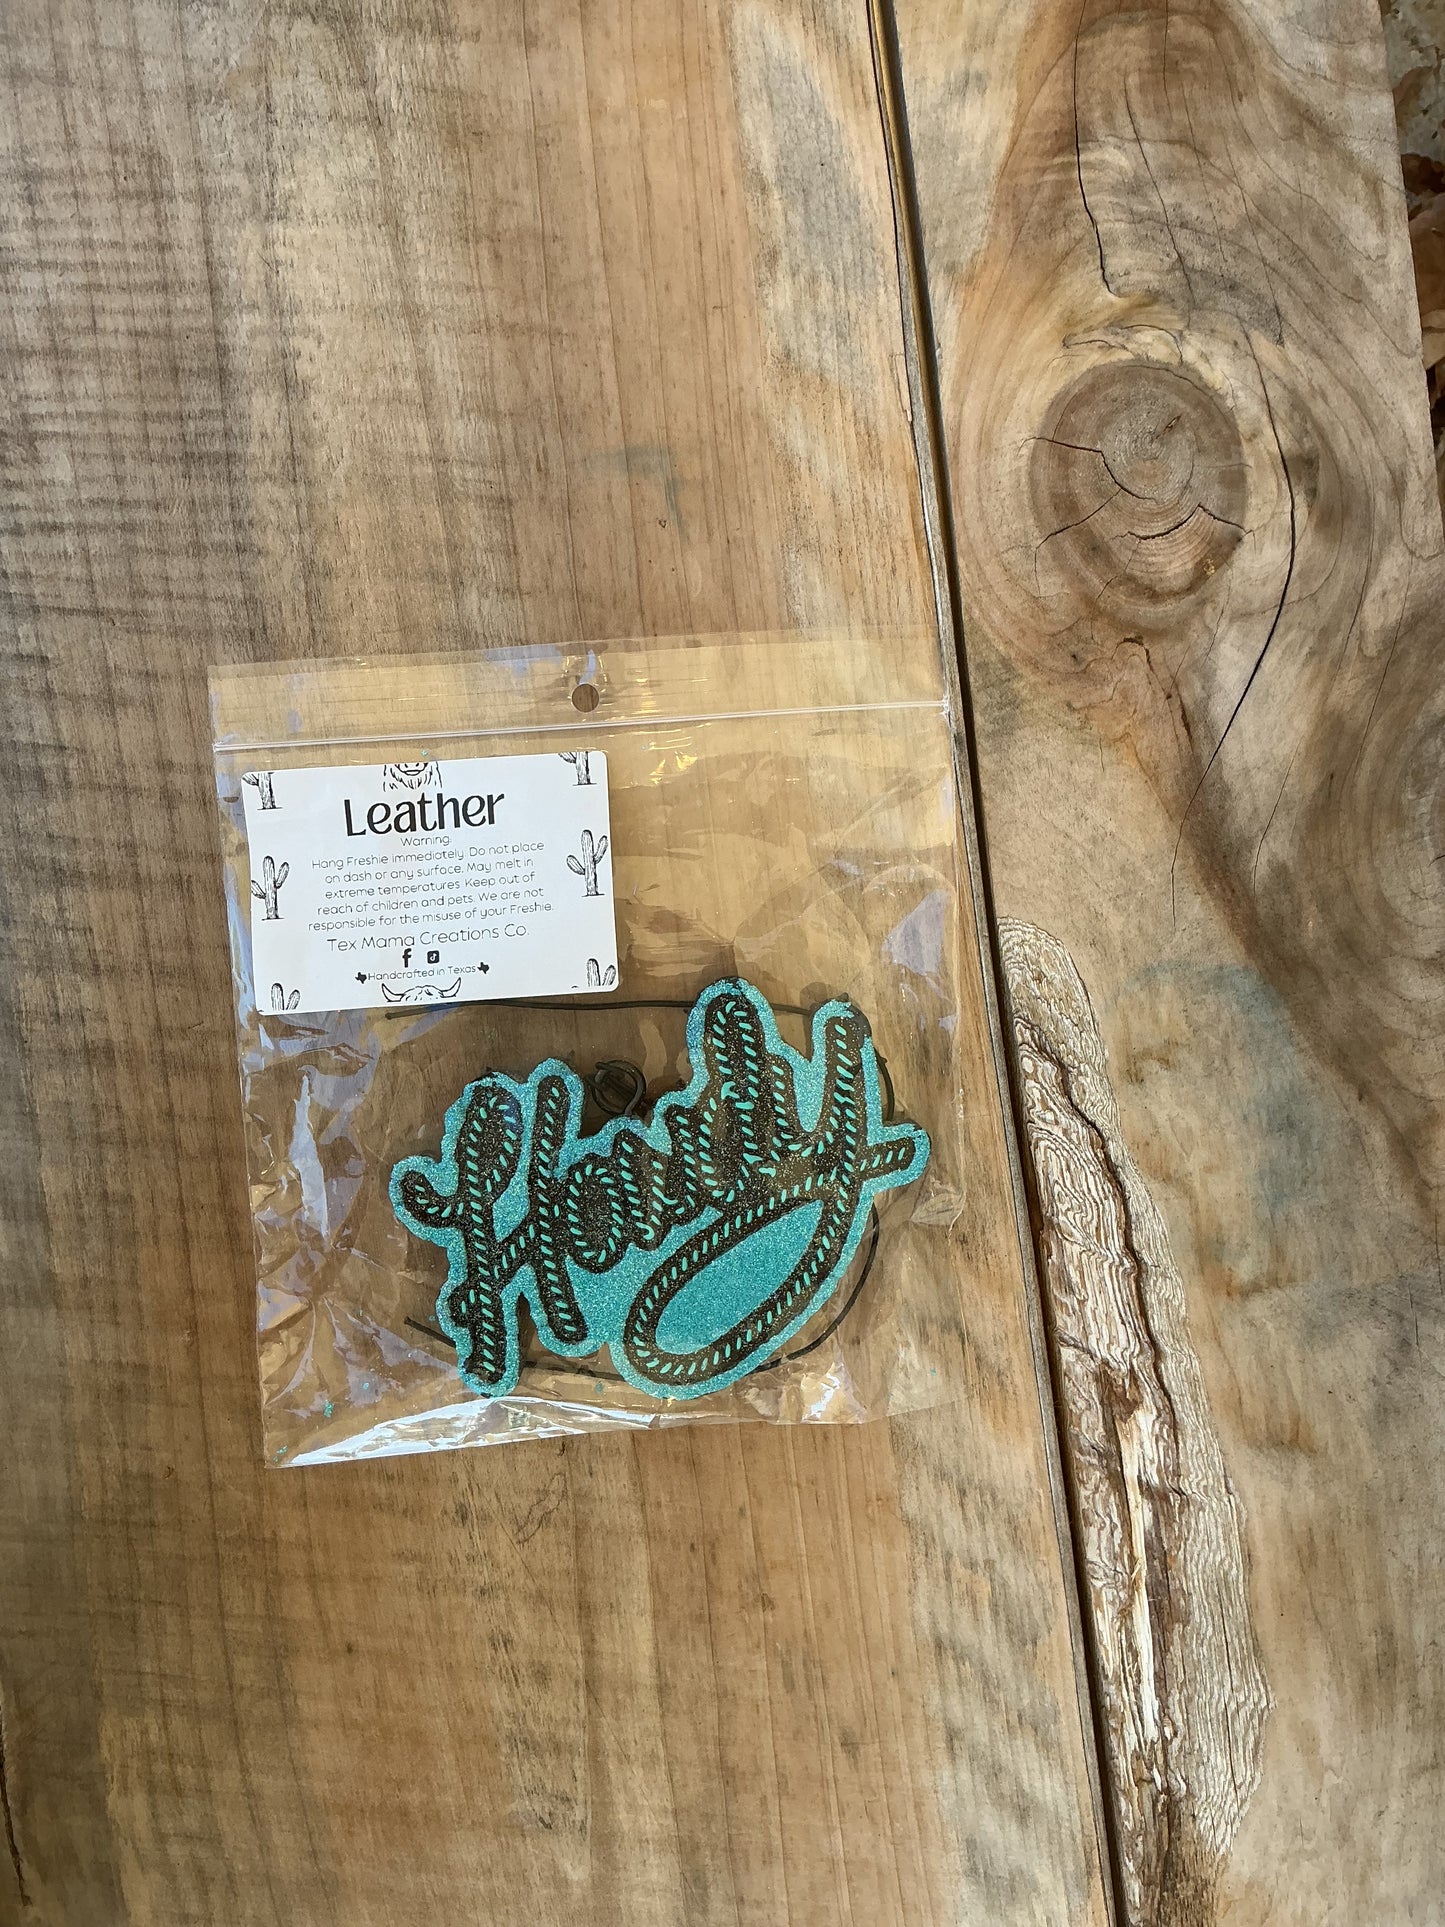 Leather
Warning:
Hang Freshie immediately. Do not place
on dash or any surface. May melt in
extreme temperatures. Keep out of
reach of children and pets. We are not
responsible for the misuse of your Freshie.
Tex Mama Creations Co.
Handcrafted in Texas
Howdy